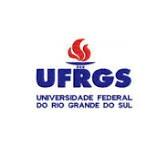 UFRGS
UNIVERSIDADE FEDERAL
DO RIO GRANDE DO SUL